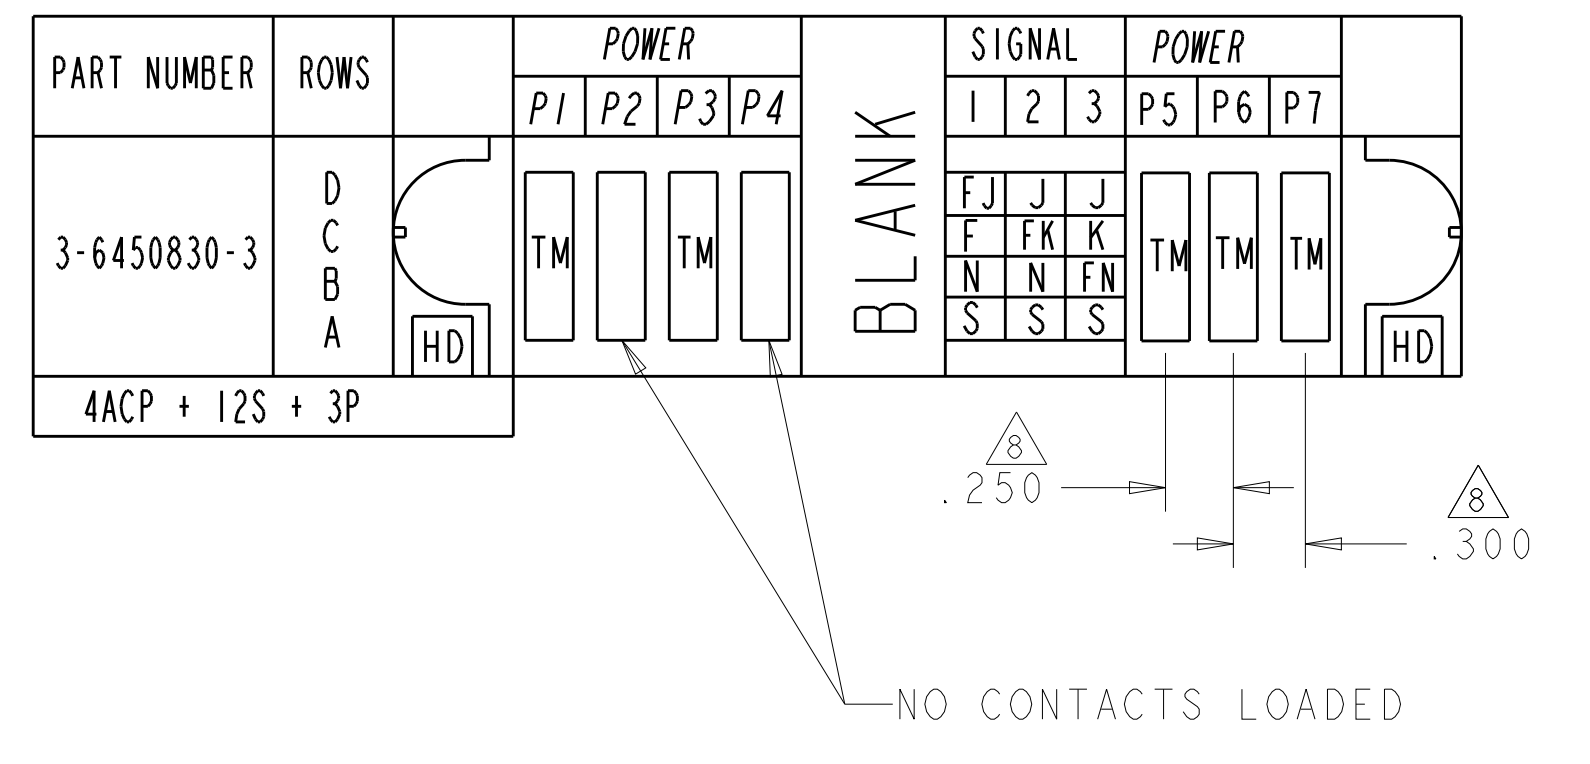 PART NUMBER ROWS POWER SIGNAL POWER
P1 P2 P3 P4 BLANK 1 2 3 P5 P6 P7
3-6450830-3
D
C
B
A
HD
TM TM
FJ J J
F FK K
N N FN
S S S
TM TM TM
HD
4ACP + 12S + 3P
8
.250
8
.300
NO CONTACTS LOADED